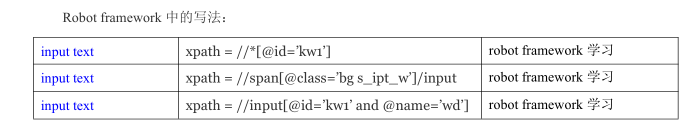 Robot framework 中的写法：
input text xpath = //*[@id=’kw1’] robot framework 学习
input text xpath = //span[@class=’bg s_ipt_w’]/input robot framework 学习
input text xpath = //input[@id=’kw1’ and @name=’wd’] robot framework 学习